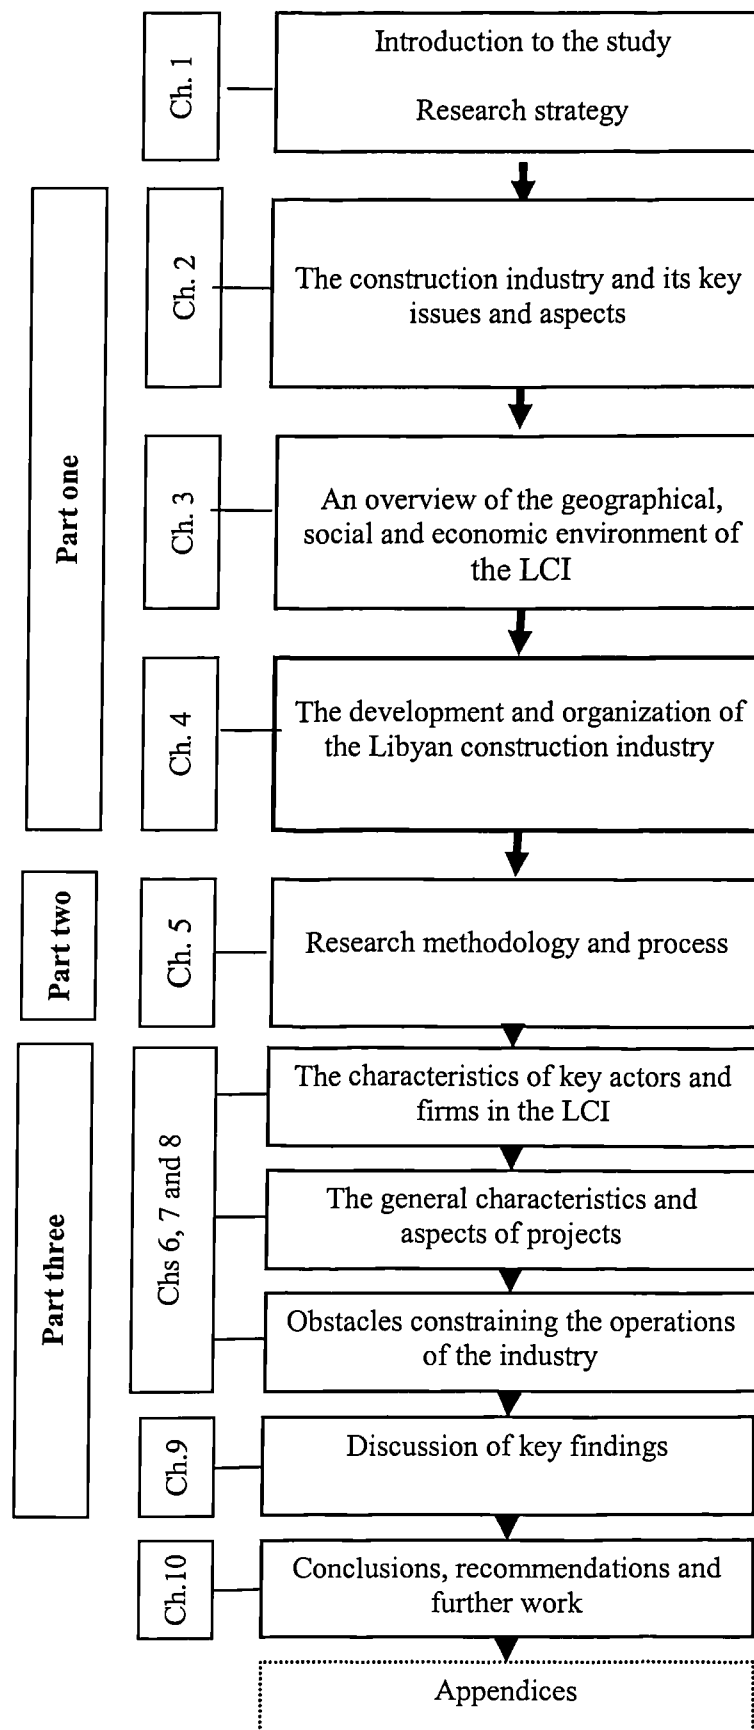 Ch. 1
Introduction to the study
Research strategy
Part one
Ch. 2
The construction industry and its key
issues and aspects
Ch. 3
An overview of the geographical,
social and economic environment of
the LCI
Ch. 4
The development and organization of
the Libyan construction industry
Part two
Ch. 5
Research methodology and process
Part three
Chs 6, 7 and 8
The characteristics of key actors and
firms in the LCI
The general characteristics and
aspects of projects
Obstacles constraining the operations
of the industry
Ch.9
Discussion of key findings
Ch.10
Conclusions, recommendations and
further work
Appendices